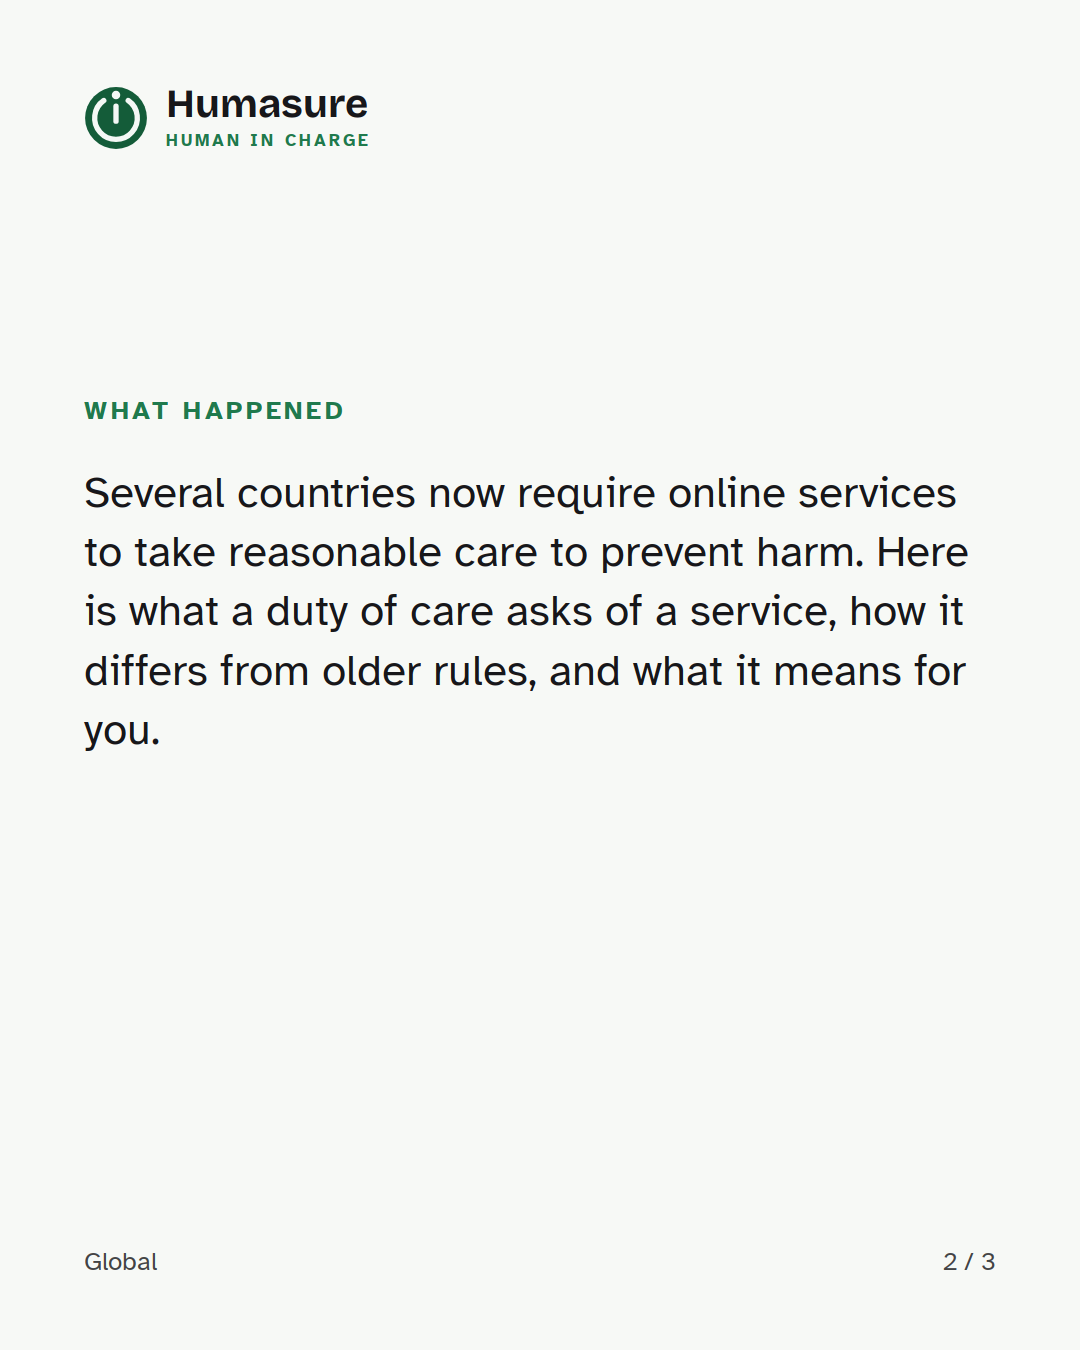 Humasure
HUMAN IN CHARGE
WHAT HAPPENED
Several countries now require online services
to take reasonable care to prevent harm. Here
is what a duty of care asks of a service, how it
differs from older rules, and what it means for
you.
Global
2 / 3